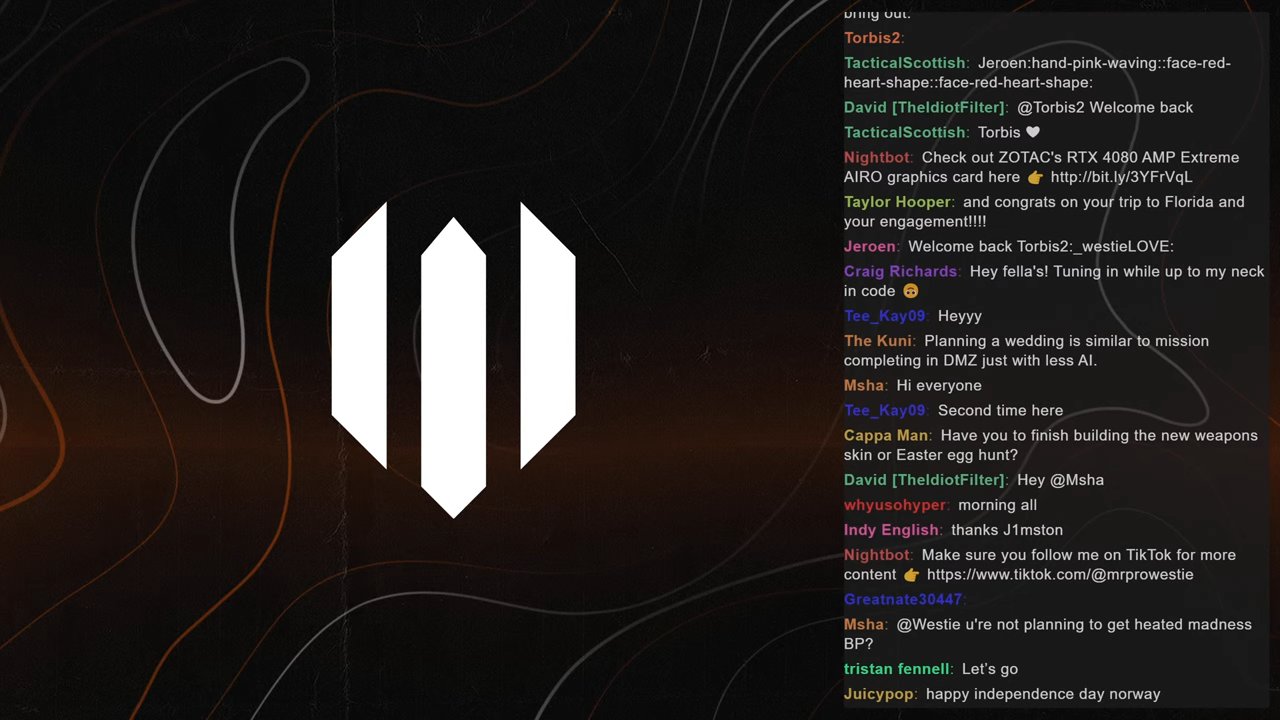 bring out.
Torbis2:
TacticalScottish: Jeroen:hand-pink-waving::face-red-
heart-shape::face-red-heart-shape:
David [TheIdiotFilter]: @Torbis2 Welcome back
TacticalScottish: Torbis 🤍
Nightbot: Check out ZOTAC's RTX 4080 AMP Extreme
AIRO graphics card here 👉 http://bit.ly/3YFrVqL
Taylor Hooper: and congrats on your trip to Florida and
your engagement!!!!
Jeroen: Welcome back Torbis2:_westieLOVE:
Craig Richards: Hey fella's! Tuning in while up to my neck
in code 🙃
Tee_Kay09: Heyyy
The Kuni: Planning a wedding is similar to mission
completing in DMZ just with less AI.
Msha: Hi everyone
Tee_Kay09: Second time here
Cappa Man: Have you to finish building the new weapons
skin or Easter egg hunt?
David [TheIdiotFilter]: Hey @Msha
whyusohyper: morning all
Indy English: thanks J1mston
Nightbot: Make sure you follow me on TikTok for more
content 👉 https://www.tiktok.com/@mrprowestie
Greatnate30447:
Msha: @Westie u're not planning to get heated madness
BP?
tristan fennell: Let's go
Juicypop: happy independence day norway